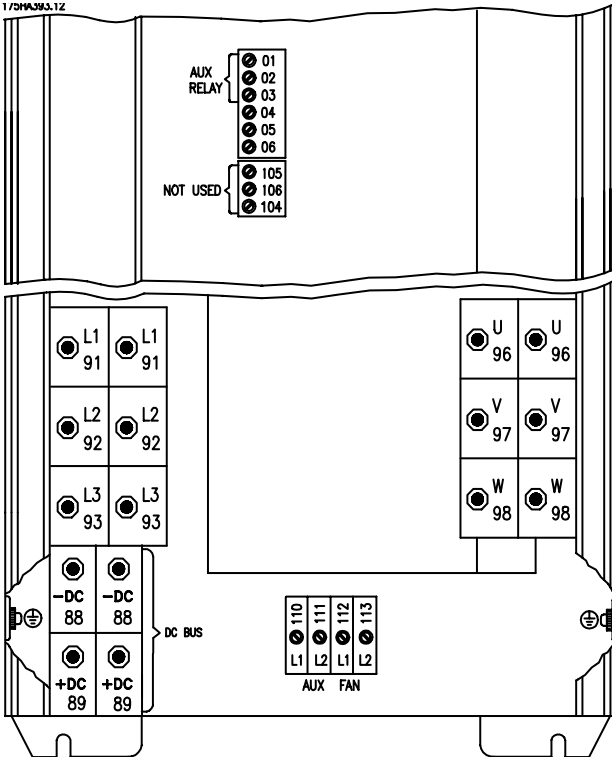 175HA393.12
AUX
RELAY
01
02
03
04
05
06
NOT USED
105
106
104
L1 L1
91 91
L2 L2
92 92
L3 L3
93 93
U U
96 96
V V
97 97
W W
98 98
-DC -DC
88 88
+DC +DC
89 89
DC BUS
110 111 112 113
L1 L2 L1 L2
AUX FAN